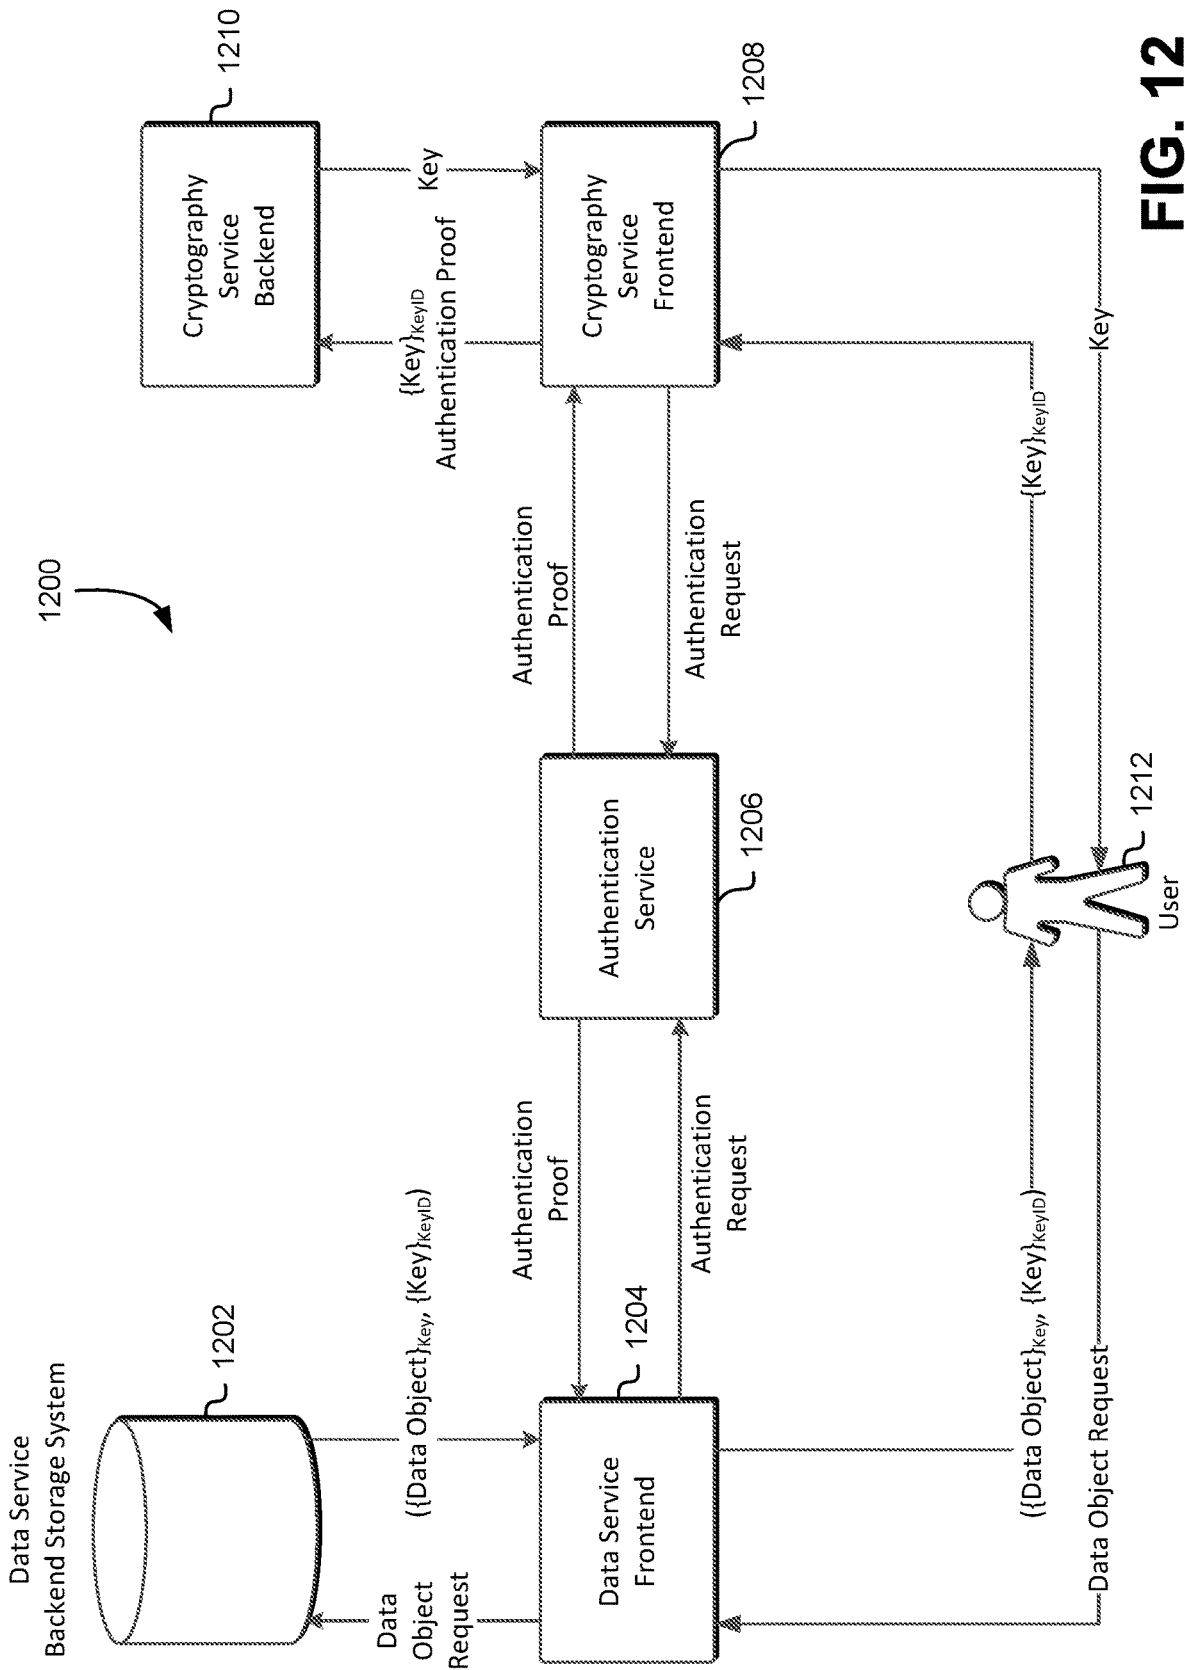 1200
Data Service
Backend Storage System
1202
Cryptography
Service
Backend
1210
Data
Object
Request
({Data Object}Key, {Key}KeyID)
{Key}KeyID
Authentication Proof
Key
Data Service
Frontend
1204
Authentication
Proof
Authentication
Request
Authentication
Service
1206
Authentication
Proof
Authentication
Request
Cryptography
Service
Frontend
1208
({Data Object}Key, {Key}KeyID)
{Key}KeyID
Data Object Request
Key
1212
User
FIG. 12